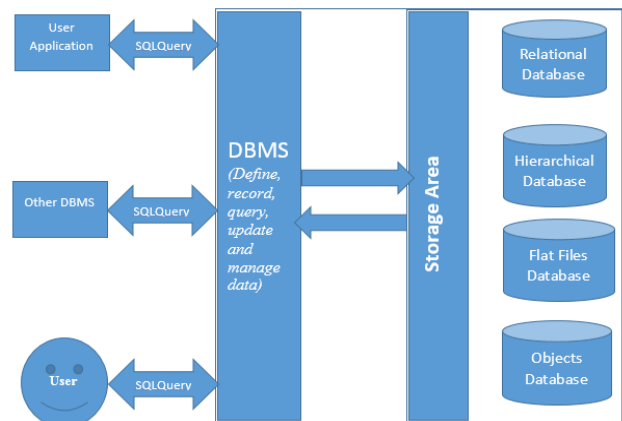 User
Application
SQLQuery
Other DBMS
SQLQuery
User
SQLQuery
DBMS
(Define,
record,
query,
update
and
manage
data)
Storage Area
Relational
Database
Hierarchical
Database
Flat Files
Database
Objects
Database